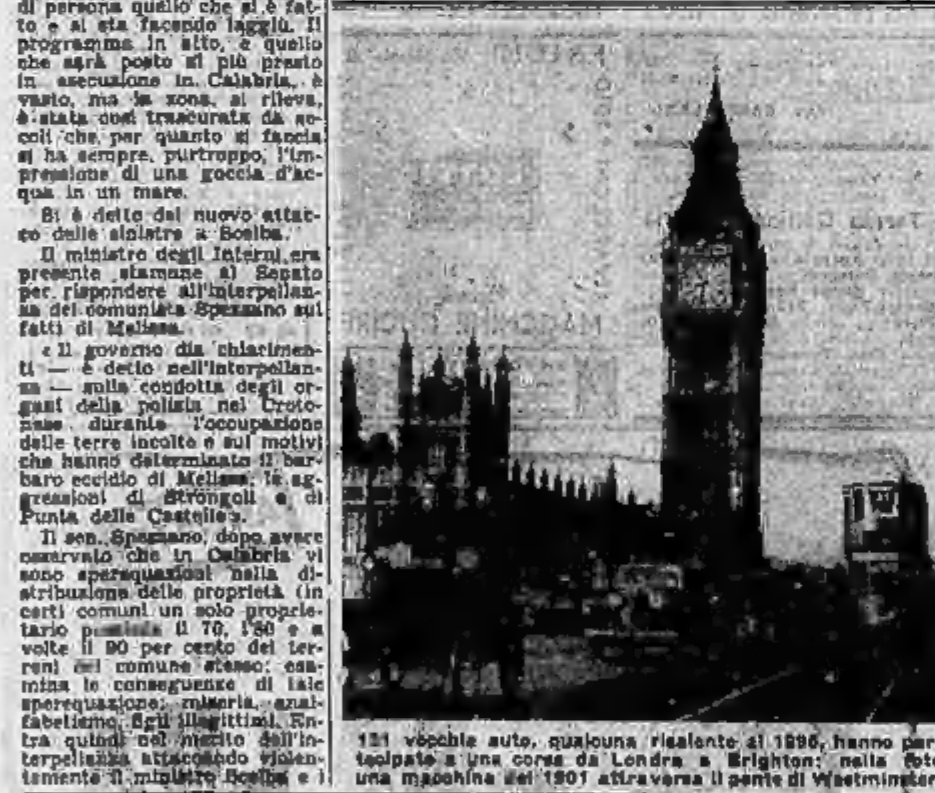 di persona quello che si è fat-
to e si sta facendo laggiù. Il
programma in atto, e quello
che sarà posto al più presto
in esecuzione in Calabria, è
vasto, ma la zona, si rileva,
è stata così trascurata da se-
coli che, per quanto si faccia
si ha sempre, purtroppo, l'im-
pressione di una goccia d'ac-
qua in un mare.
Si è detto del nuovo attac-
co delle sinistre a Scelba.
Il ministro degli Interni era
presente stamane al Senato
per rispondere all'interpellan-
za del comunista Spezzano sui
fatti di Melissa.
« Il governo dia chiarimen-
ti — è detto nell'interpellan-
za — sulla condotta degli or-
gani della polizia nel Croto-
nese durante l'occupazione
delle terre incolte e sui motivi
che hanno determinato il bar-
baro eccidio di Melissa; le ag-
gressioni di Strongoli e di
Punta delle
Il sen. Spezzano, dopo avere
osservato che in Calabria vi
sono sperequazioni nella di-
stribuzione delle proprietà (in
certi comuni un solo proprie-
tario il 70, l'80 e a
volte il 90 per cento dei ter-
reni del comune stesso; esa-
mina le conseguenze di tale
sperequazione: miseria, anal-
fabetismo, figli illegittimi. En-
tra quindi nel merito dell'in-
terpellanza attaccando violen-
temente il ministro Scelba e i
131 vecchie auto, qualcuna risalente al 1896, hanno par-
tecipato a una corsa da Londra a Brighton: nella foto
una macchina del 1901 attraversa il ponte di Westminster